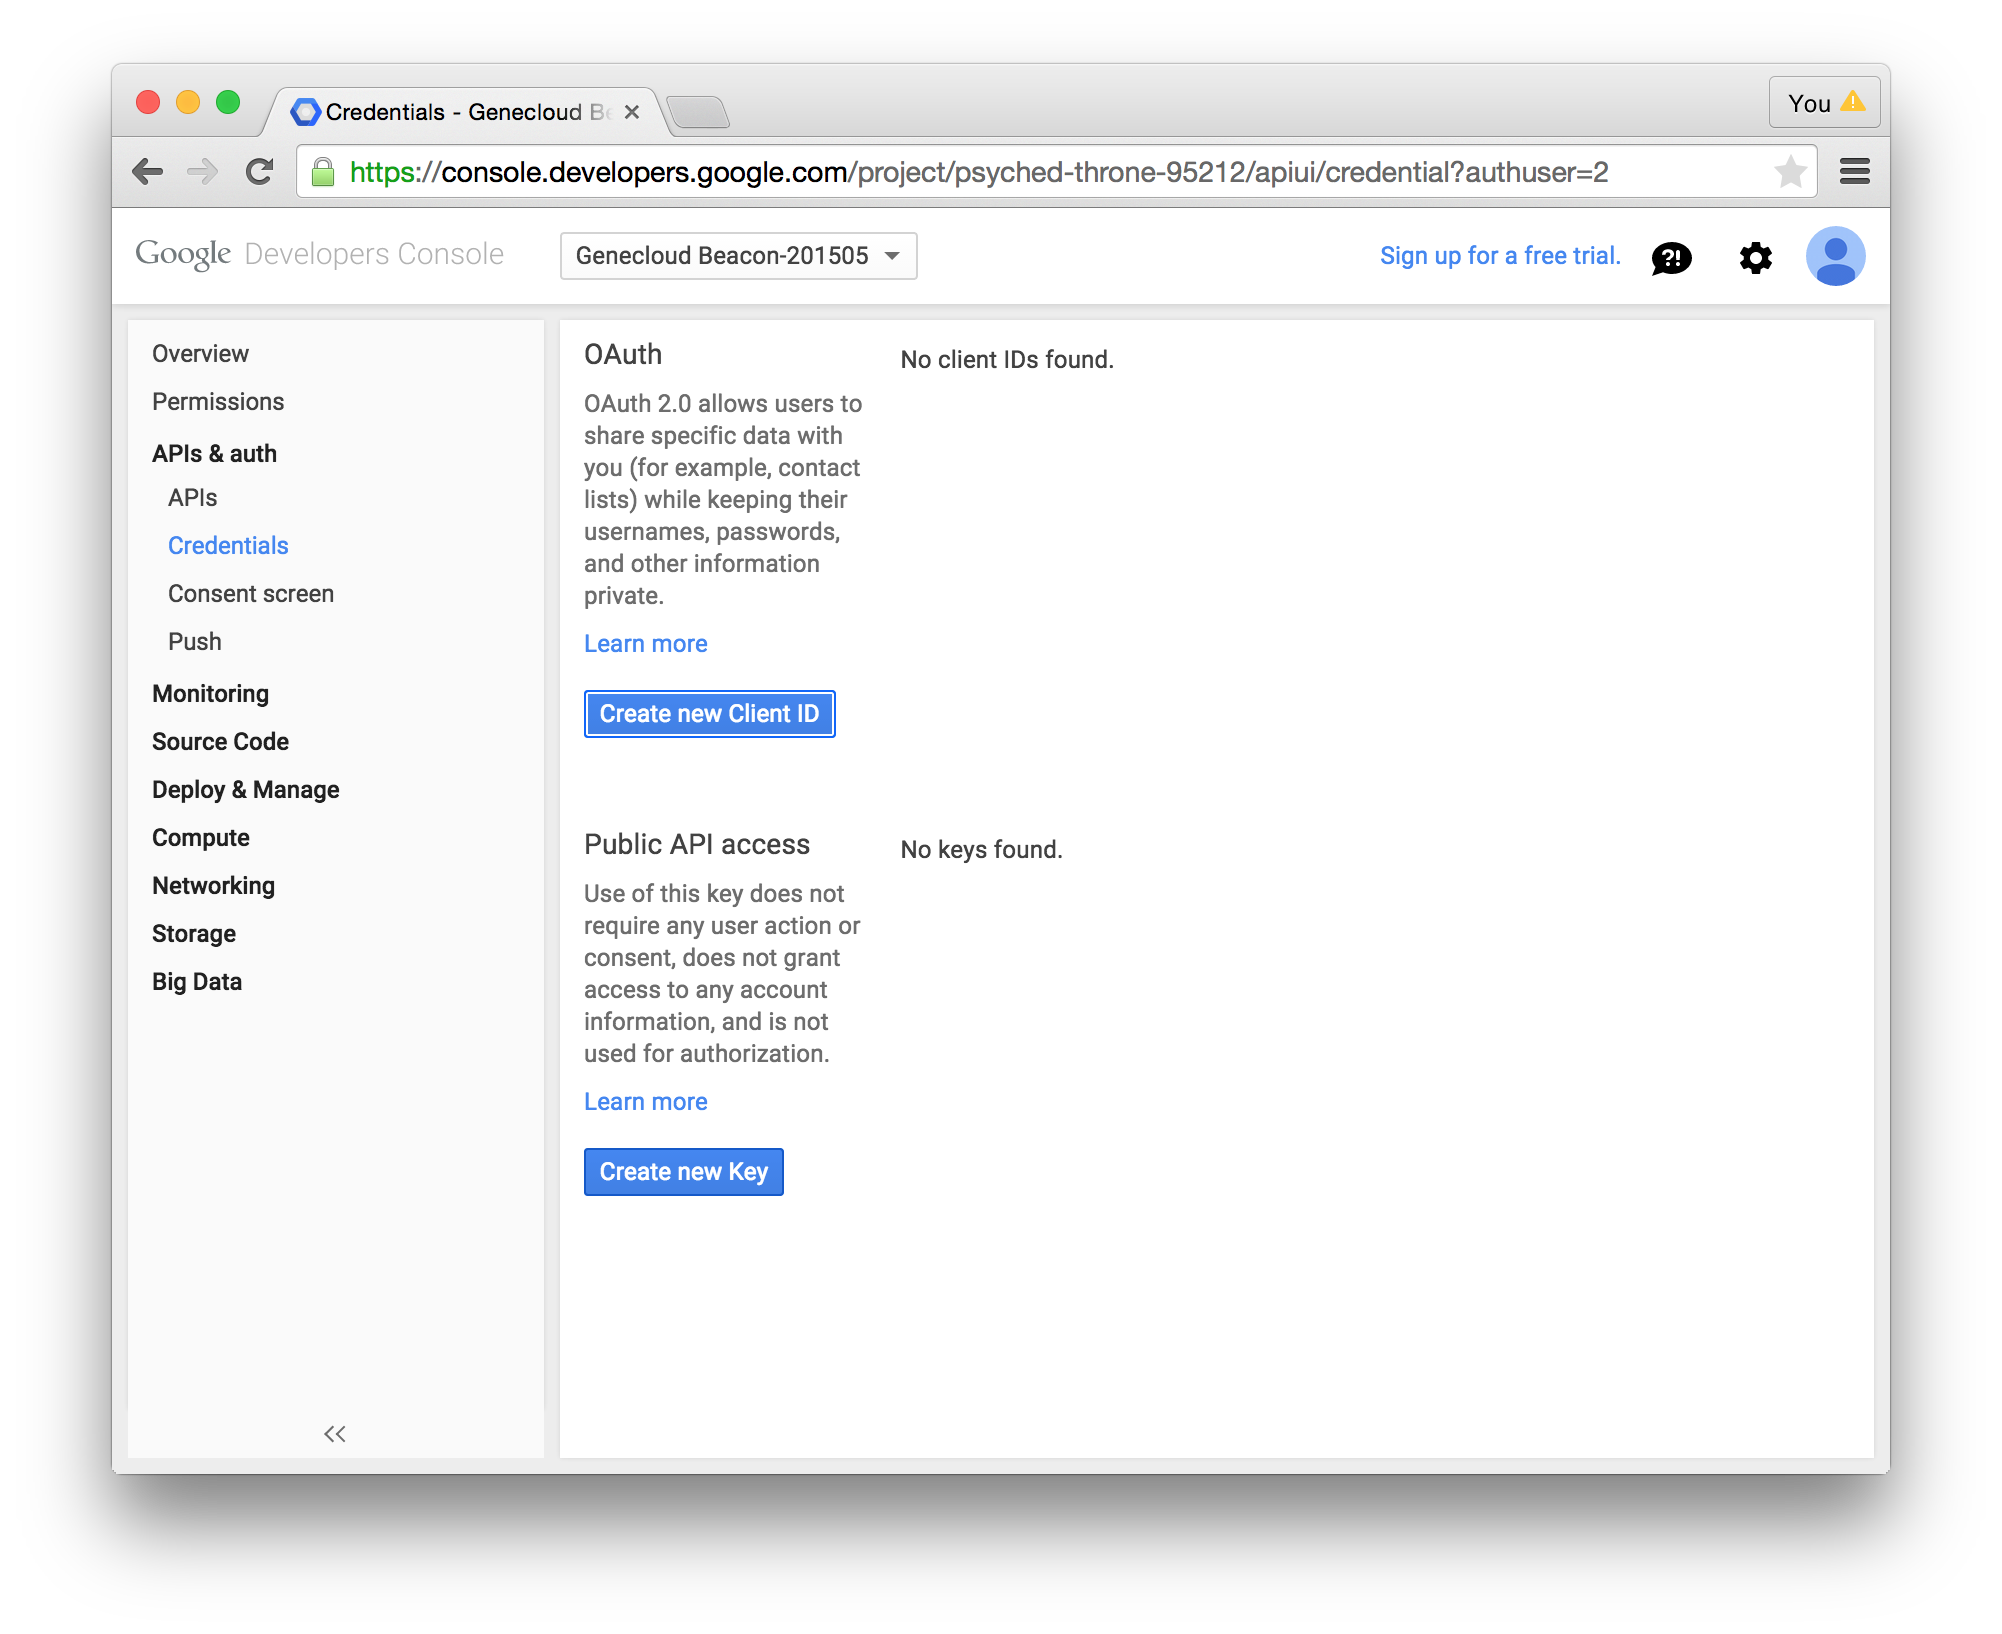 Credentials - Genecloud Be
You
https://console.developers.google.com/project/psyched-throne-95212/apiui/credential?authuser=2
Google Developers Console
Genecloud Beacon-201505
Sign up for a free trial.
?!
Overview
Permissions
APIs & auth
APIs
Credentials
Consent screen
Push
Monitoring
Source Code
Deploy & Manage
Compute
Networking
Storage
Big Data
OAuth
No client IDs found.
OAuth 2.0 allows users to
share specific data with
you (for example, contact
lists) while keeping their
usernames, passwords,
and other information
private.
Learn more
Create new Client ID
Public API access
No keys found.
Use of this key does not
require any user action or
consent, does not grant
access to any account
information, and is not
used for authorization.
Learn more
Create new Key